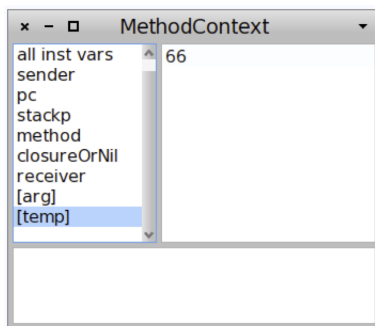 MethodContext
all inst vars
sender
pc
stackp
method
closureOrNil
receiver
[arg]
[temp]
66